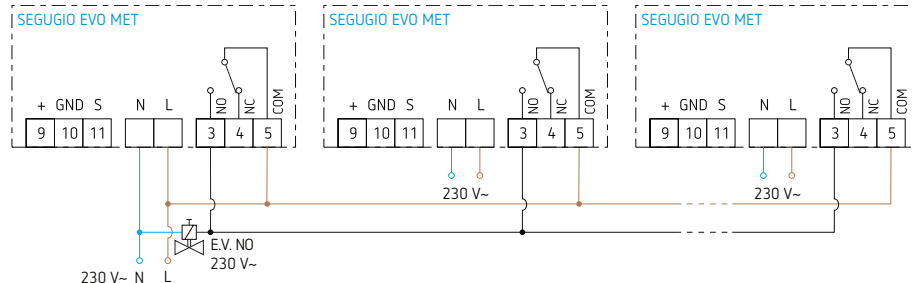 SEGUGIO EVO MET SEGUGIO EVO MET SEGUGIO EVO MET
NO NC COM NO NC COM NO NC COM
+ GND S N L + GND S N L + GND S N L
9 10 11 3 4 5 9 10 11 3 4 5 9 10 11 3 4 5
230 V~ 230 V~
E.V. NO
230 V~
230 V~ N L